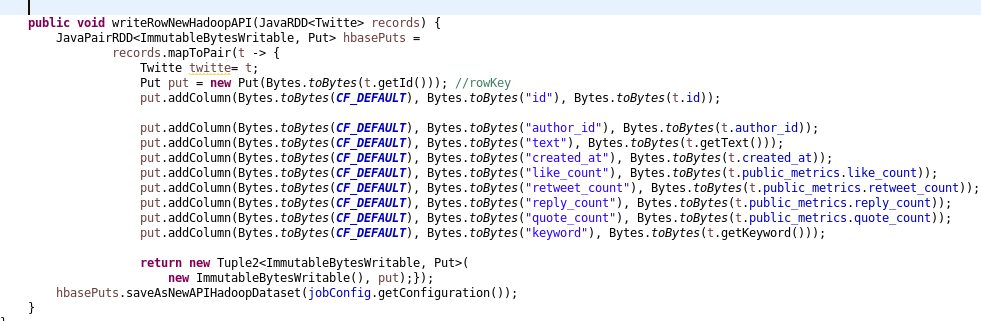 public void writeRowNewHadoopAPI(JavaRDD<Twitte> records) {
JavaPairRDD<ImmutableBytesWritable, Put> hbasePuts =
records.mapToPair(t -> {
Twitte twitte= t;
Put put = new Put(Bytes.toBytes(t.getId())); //rowKey
put.addColumn(Bytes.toBytes(CF_DEFAULT), Bytes.toBytes("id"), Bytes.toBytes(t.id));
put.addColumn(Bytes.toBytes(CF_DEFAULT), Bytes.toBytes("author_id"), Bytes.toBytes(t.author_id));
put.addColumn(Bytes.toBytes(CF_DEFAULT), Bytes.toBytes("text"), Bytes.toBytes(t.getText()));
put.addColumn(Bytes.toBytes(CF_DEFAULT), Bytes.toBytes("created_at"), Bytes.toBytes(t.created_at));
put.addColumn(Bytes.toBytes(CF_DEFAULT), Bytes.toBytes("like_count"), Bytes.toBytes(t.public_metrics.like_count));
put.addColumn(Bytes.toBytes(CF_DEFAULT), Bytes.toBytes("retweet_count"), Bytes.toBytes(t.public_metrics.retweet_count));
put.addColumn(Bytes.toBytes(CF_DEFAULT), Bytes.toBytes("reply_count"), Bytes.toBytes(t.public_metrics.reply_count));
put.addColumn(Bytes.toBytes(CF_DEFAULT), Bytes.toBytes("quote_count"), Bytes.toBytes(t.public_metrics.quote_count));
put.addColumn(Bytes.toBytes(CF_DEFAULT), Bytes.toBytes("keyword"), Bytes.toBytes(t.getKeyword()));
return new Tuple2<ImmutableBytesWritable, Put>(
new ImmutableBytesWritable(), put);});
hbasePuts.saveAsNewAPIHadoopDataset(jobConfig.getConfiguration());
}
}